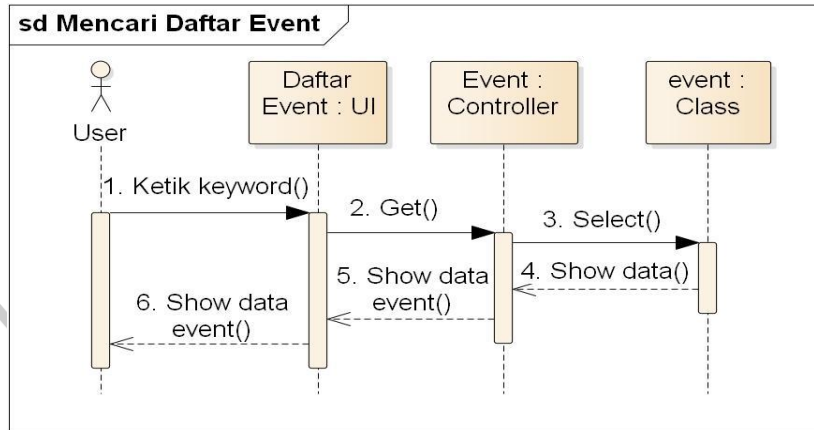 sd Mencari Daftar Event
Daftar
Event : UI
Event :
Controller
event :
Class
User
1. Ketik keyword()
2. Get()
3. Select()
4. Show data()
5. Show data
event()
6. Show data
event()